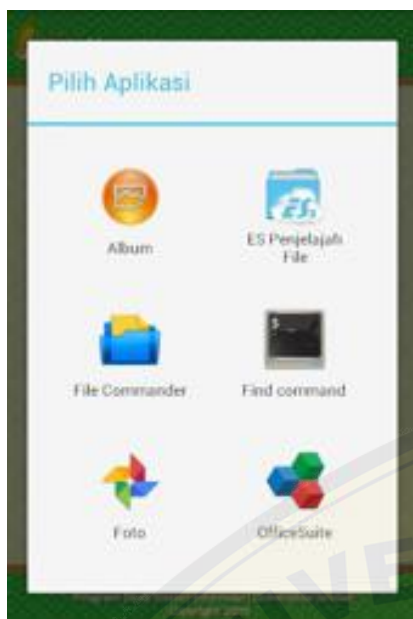 Pilih Aplikasi
Album
ES Penjelajah
File
File Commander
Find command
Foto
OfficeSuite